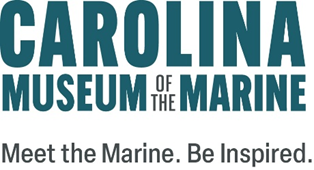 CAROLINA
MUSEUM OF THE MARINE
Meet the Marine. Be Inspired.